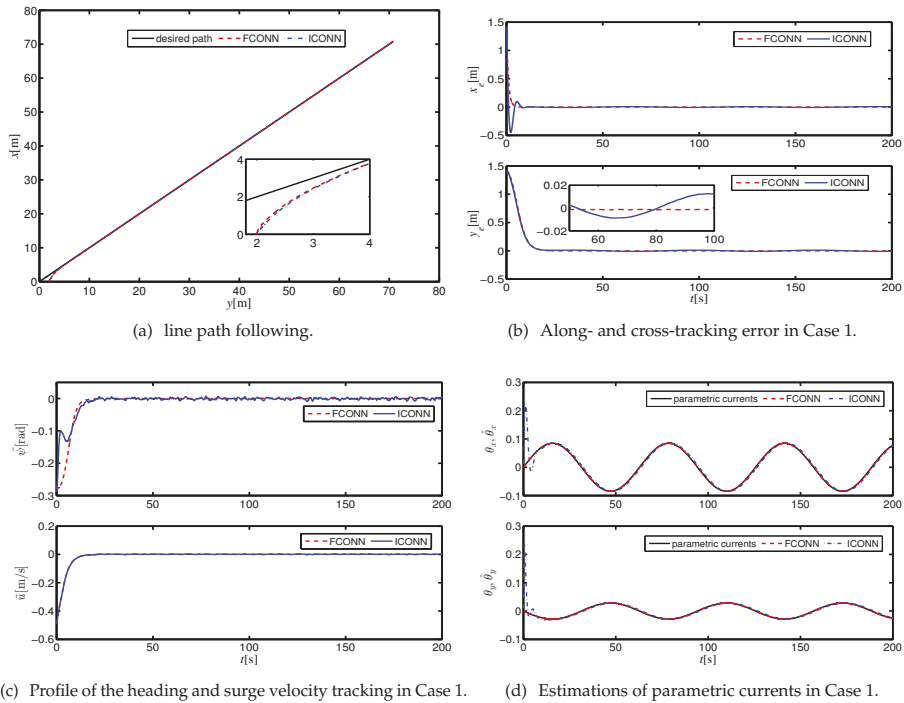 80
70
60
50
40
30
20
10
0
x[m]
desired path FCONN ICONN
4
2
0
2 3 4
0 10 20 30 40 50 60 70 80
y[m]
(a) line path following.
1.5
1
0.5
0
−0.5
x_e[m]
FCONN ICONN
0 50 100 150 200
1.5
1
0.5
0
−0.5
y_e[m]
FCONN ICONN
0.02
0
−0.02
60 80 100
0 50 100 150 200
t[s]
(b) Along- and cross-tracking error in Case 1.
0
−0.1
−0.2
−0.3
ψ̃[rad]
FCONN ICONN
0 50 100 150 200
0.2
0
−0.2
−0.4
−0.6
ũ[m/s]
FCONN ICONN
0 50 100 150 200
t[s]
(c) Profile of the heading and surge velocity tracking in Case 1.
0.3
0.2
0.1
0
−0.1
θ_x, θ̂_x
parametric currents FCONN ICONN
0 50 100 150 200
0.3
0.2
0.1
0
−0.1
θ_y, θ̂_y
parametric currents FCONN ICONN
0 50 100 150 200
t[s]
(d) Estimations of parametric currents in Case 1.